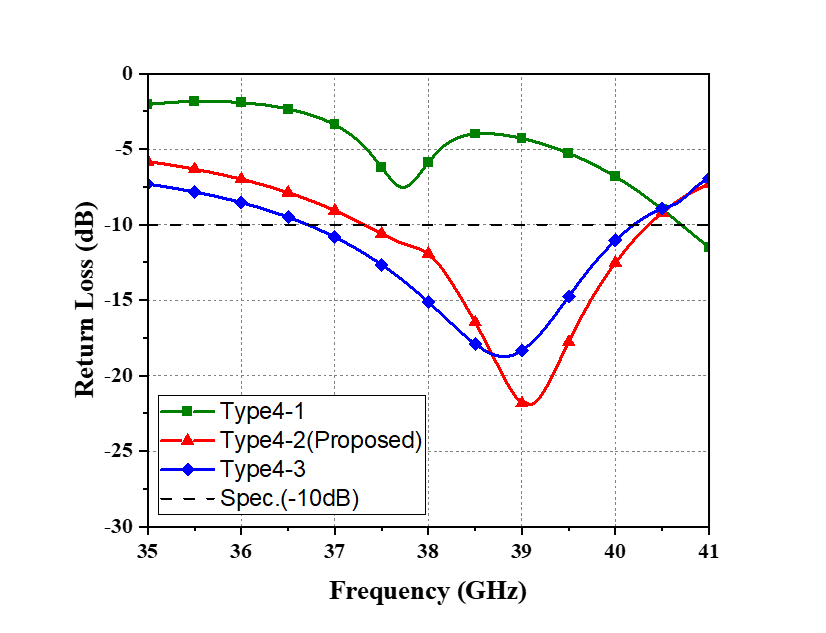 0
-5
-10
-15
-20
-25
-30
Return Loss (dB)
Type4-1
Type4-2(Proposed)
Type4-3
Spec.(-10dB)
35 36 37 38 39 40 41
Frequency (GHz)